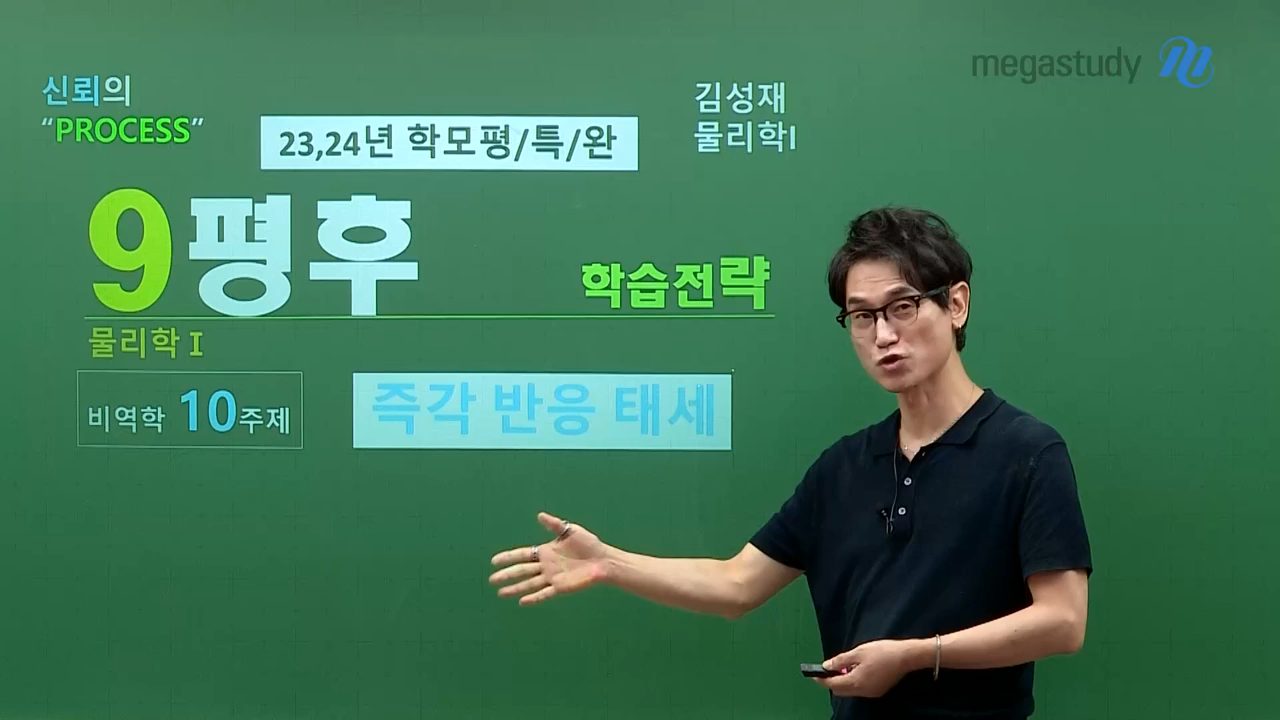 신뢰의
“PROCESS”
23,24년 학모평/특/완
김성재
물리학I
megastudy
9평후
학습전략
물리학 I
비역학 10주제
즉각 반응 태세